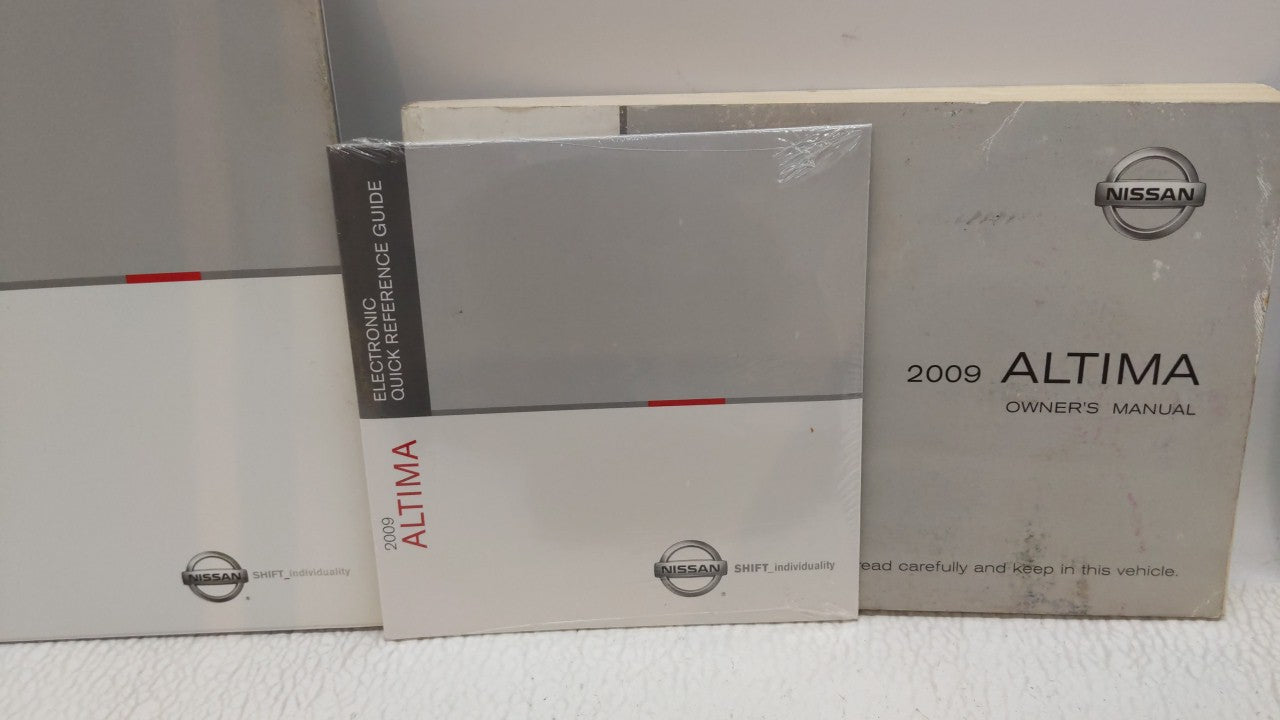 NISSAN
SHIFT_individuality
ELECTRONIC
QUICK REFERENCE GUIDE
2009
ALTIMA
NISSAN
SHIFT_individuality
NISSAN
2009 ALTIMA
OWNER'S MANUAL
carefully and keep in this vehicle.